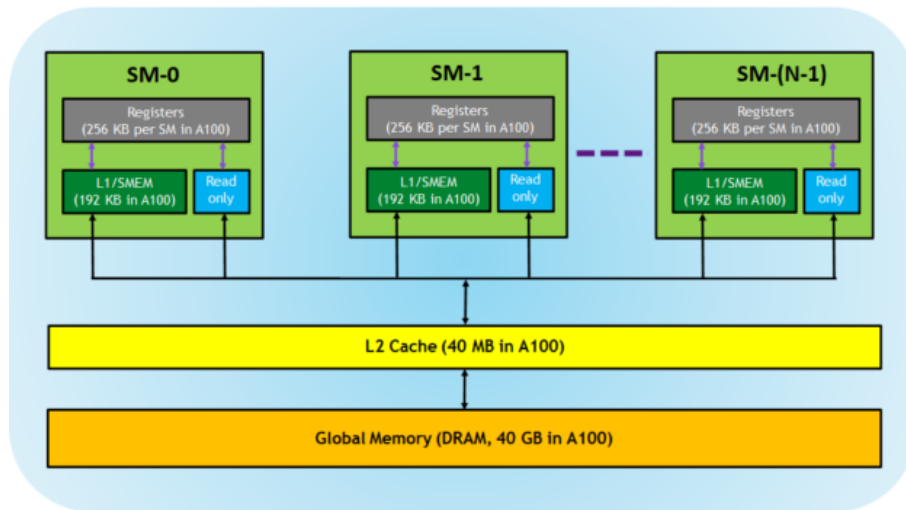 SM-0
Registers
(256 KB per SM in A100)
L1/SMEM
(192 KB in A100)
Read
only
SM-1
Registers
(256 KB per SM in A100)
L1/SMEM
(192 KB in A100)
Read
only
SM-(N-1)
Registers
(256 KB per SM in A100)
L1/SMEM
(192 KB in A100)
Read
only
L2 Cache (40 MB in A100)
Global Memory (DRAM, 40 GB in A100)